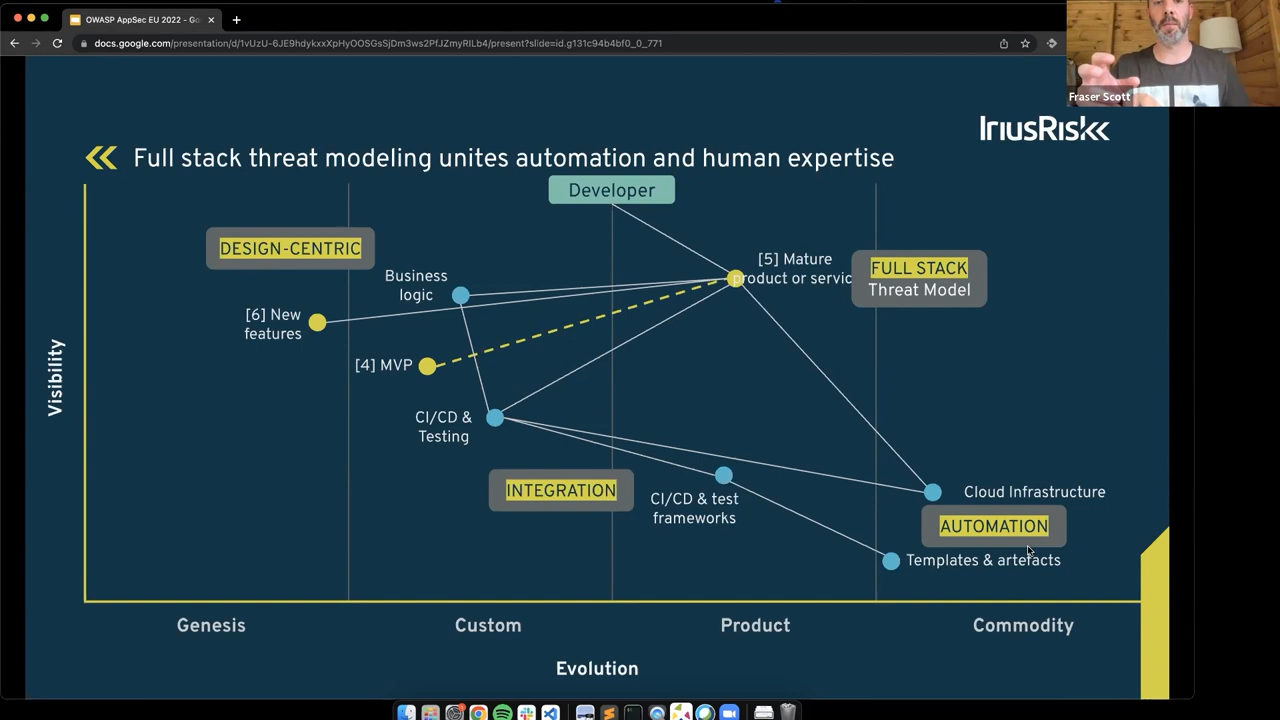 OWASP AppSec EU 2022 - Go
docs.google.com/presentation/d/1vUzU-6JE9hdykxxXpHyOOSGsSjDm3ws2PfJZmyRILb4/present?slide=id.g131c94b4bf0_0_771
Fraser Scott
IriusRisk
Full stack threat modeling unites automation and human expertise
Developer
DESIGN-CENTRIC
[5] Mature
product or servic
FULL STACK
Threat Model
Business
logic
[6] New
features
[4] MVP
Visibility
CI/CD &
Testing
INTEGRATION
CI/CD & test
frameworks
Cloud Infrastructure
AUTOMATION
Templates & artefacts
Genesis
Custom
Product
Commodity
Evolution